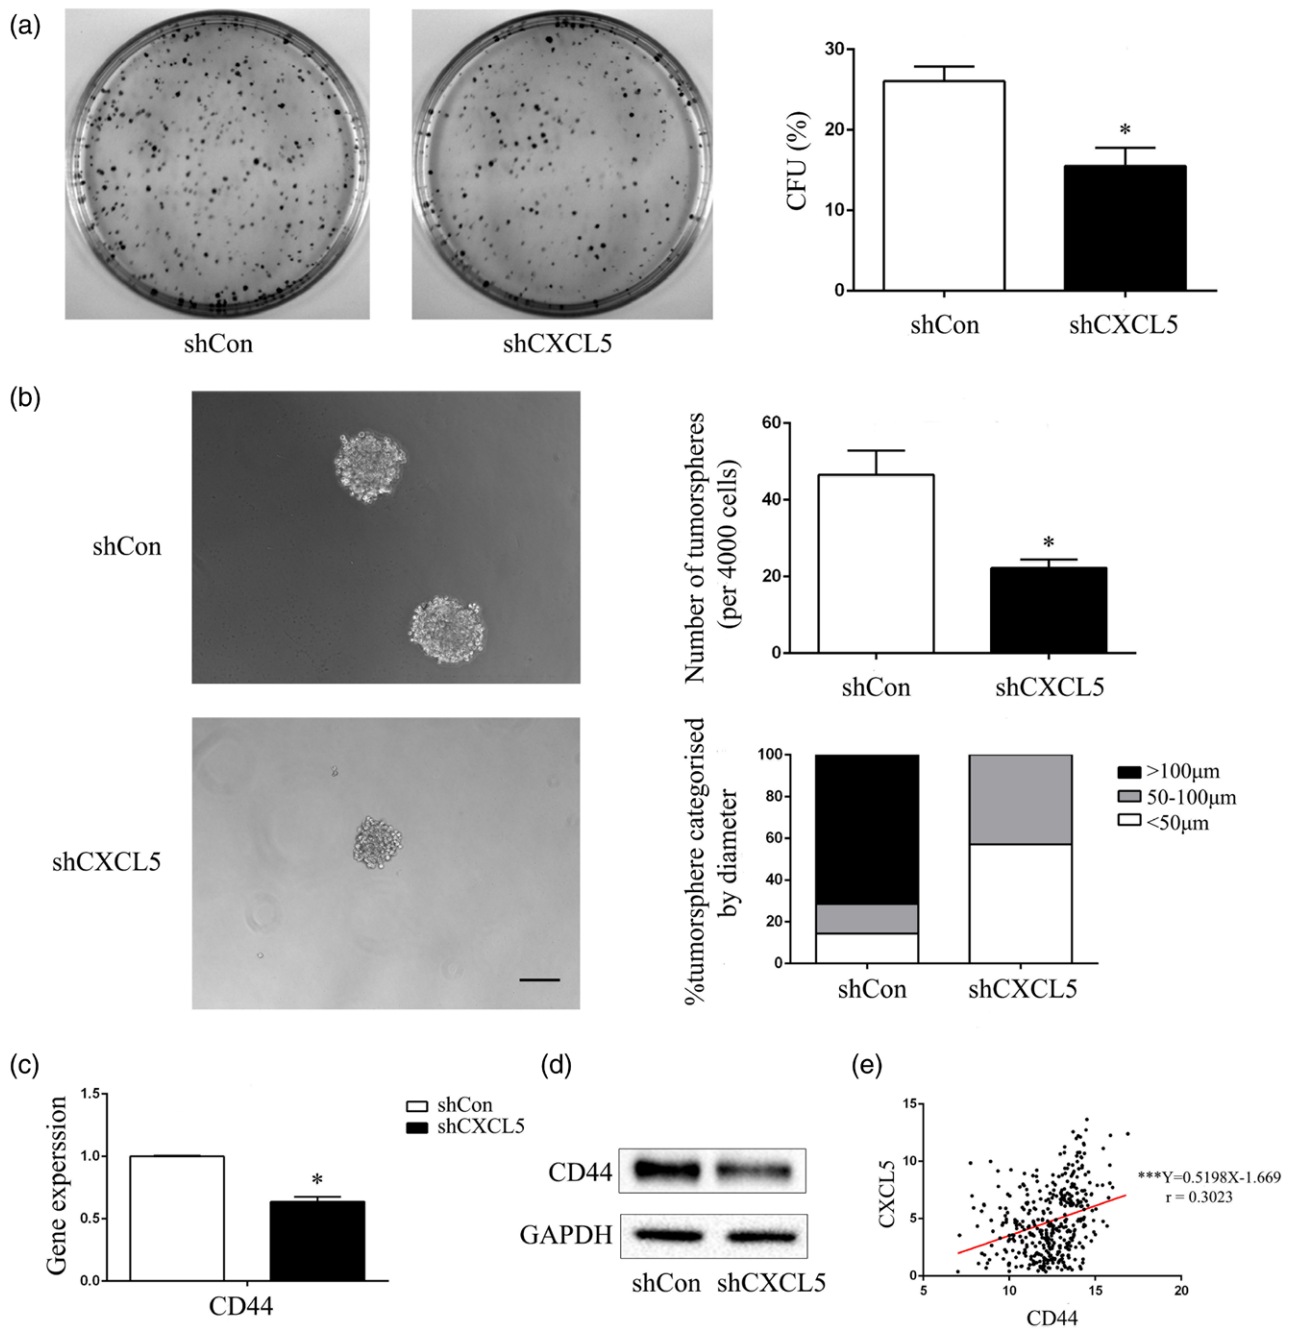 (a)
shCon
shCXCL5
CFU (%)
30
20
10
0
*
shCon
shCXCL5
(b)
shCon
shCXCL5
Number of tumorspheres
(per 4000 cells)
60
40
20
0
*
shCon
shCXCL5
%tumorsphere categorised
by diameter
100
80
60
40
20
0
shCon
shCXCL5
>100μm
50-100μm
<50μm
(c)
Gene experssion
1.5
1.0
0.5
0.0
*
CD44
shCon
shCXCL5
(d)
CD44
GAPDH
shCon shCXCL5
(e)
CXCL5
15
10
5
0
5 10 15 20
CD44
***Y=0.5198X-1.669
r = 0.3023